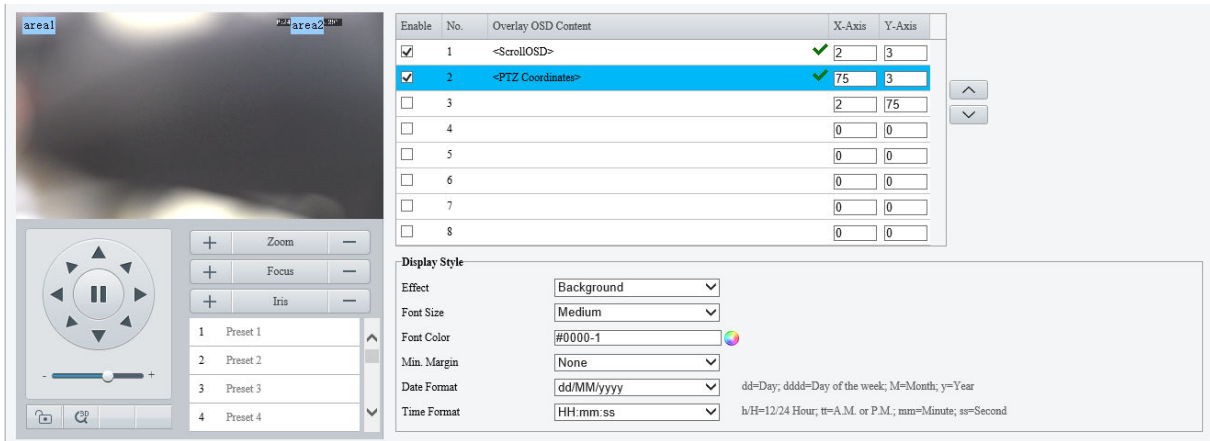 area1
area2
Enable No. Overlay OSD Content X-Axis Y-Axis
1 <ScrollOSD> 2 3
2 <PTZ Coordinates> 75 3
3 2 75
4 0 0
5 0 0
6 0 0
7 0 0
8 0 0
+ Zoom −
+ Focus −
+ Iris −
1 Preset 1
2 Preset 2
3 Preset 3
4 Preset 4
- +
3D
Display Style
Effect Background
Font Size Medium
Font Color #0000-1
Min. Margin None
Date Format dd/MM/yyyy dd=Day; dddd=Day of the week; M=Month; y=Year
Time Format HH:mm:ss h/H=12/24 Hour; tt=A.M. or P.M.; mm=Minute; ss=Second